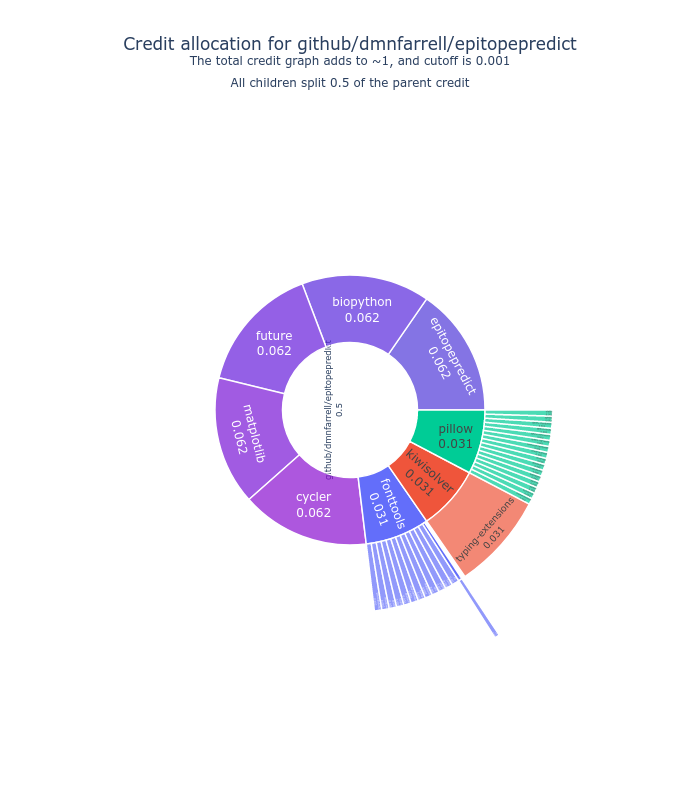 Credit allocation for github/dmnfarrell/epitopepredict
The total credit graph adds to ~1, and cutoff is 0.001
All children split 0.5 of the parent credit
biopython
0.062
epitopepredict
0.062
future
0.062
github/dmnfarrell/epitopepredict
0.5
matplotlib
0.062
pillow
0.031
kiwisolver
0.031
cycler
0.062
fonttools
0.031
typing-extensions
0.031